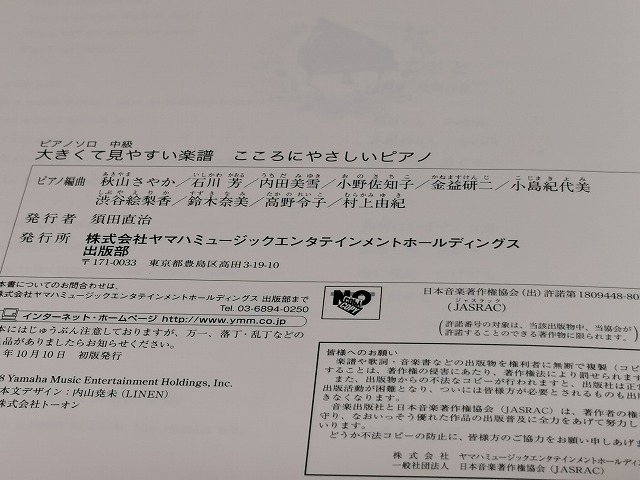 ピアノソロ 中級
大きくて見やすい楽譜 こころにやさしいピアノ
ピアノ編曲 秋山さやか／石川 芳／内田美雪／小野佐知子／金益研二／小島紀代美
渋谷絵梨香／鈴木奈美／高野令子／村上由紀
発行者 須田直治
発行所 株式会社ヤマハミュージックエンタテインメントホールディングス
出版部
〒171-0033 東京都豊島区高田3-19-10
本書についてのお問合わせは、
株式会社ヤマハミュージックエンタテインメントホールディングス 出版部まで
Tel. 03-6894-0250
インターネット・ホームページ http://www.ymm.co.jp
本にはじゅうぶん注意しておりますが、万一、落丁・乱丁などの
品がありましたらお知らせください。
年10月10日 初版発行
8 Yamaha Music Entertainment Holdings, Inc.
本文デザイン：内山尭未（LINEN）
株式会社トーオン
NO COPY
日本音楽著作権協会（出）許諾第1809448-80
ジャスラック
（JASRAC）
許諾番号の対象は、当該出版物中、当協会が
許諾することのできる著作物に限られます。
皆様へのお願い
楽譜や歌詞・音楽書などの出版物を権利者に無断で複製（コピ
することは、著作権の侵害にあたり、著作権法により罰せられます
また、出版物からの不法なコピーが行われますと、出版社は正
出版活動が困難となり、ついには皆様方が必要とされるものも出
きなくなります。
音楽出版社と日本音楽著作権協会（JASRAC）は、著作者の権
守り、なおいっそう優れた作品の出版普及に全力をあげて努力し
いります。
どうか不法コピーの防止に、皆様方のご協力をお願い申しあげま
株式会社 ヤマハミュージックエンタテインメントホールディン
一般社団法人 日本音楽著作権協会（JASRAC）